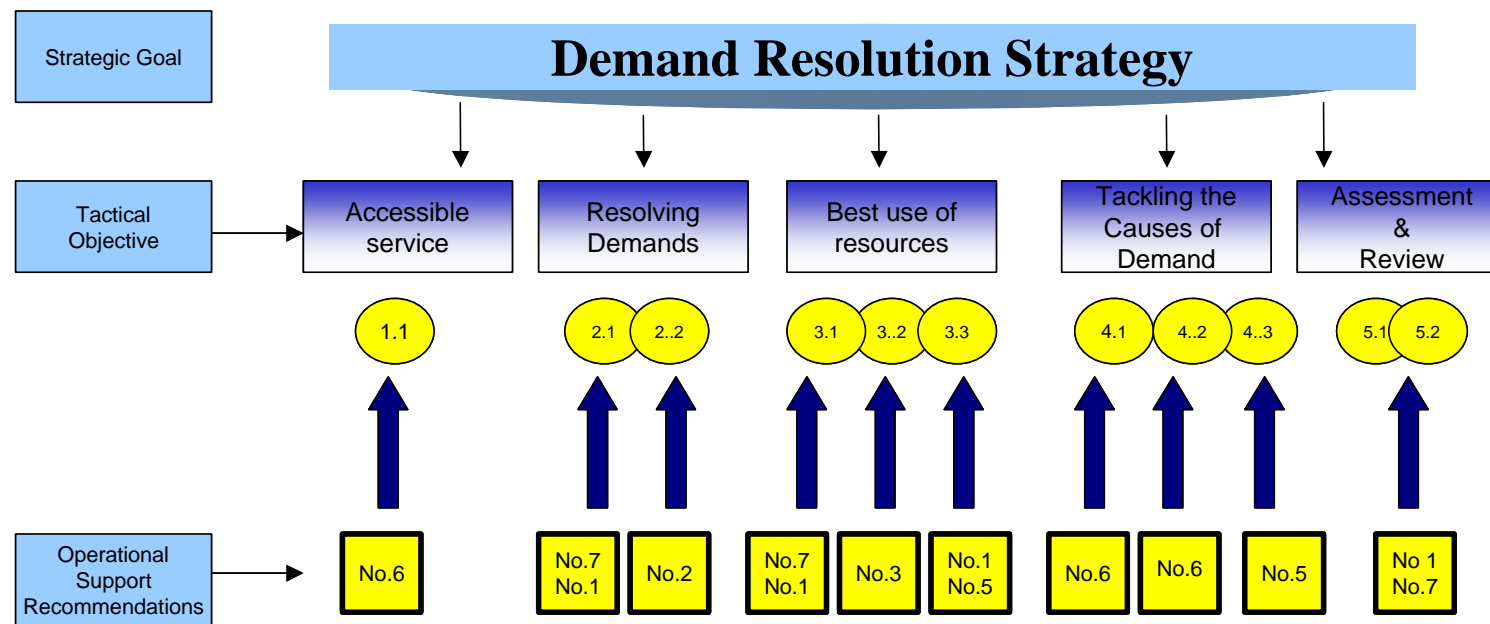 Strategic Goal
Demand Resolution Strategy
Tactical
Objective
Accessible
service
Resolving
Demands
Best use of
resources
Tackling the
Causes of
Demand
Assessment
&
Review
1.1
2.1
2..2
3.1
3..2
3.3
4.1
4..2
4..3
5.1
5.2
Operational
Support
Recommendations
No.6
No.7
No.1
No.2
No.7
No.1
No.3
No.1
No.5
No.6
No.6
No.5
No 1
No.7